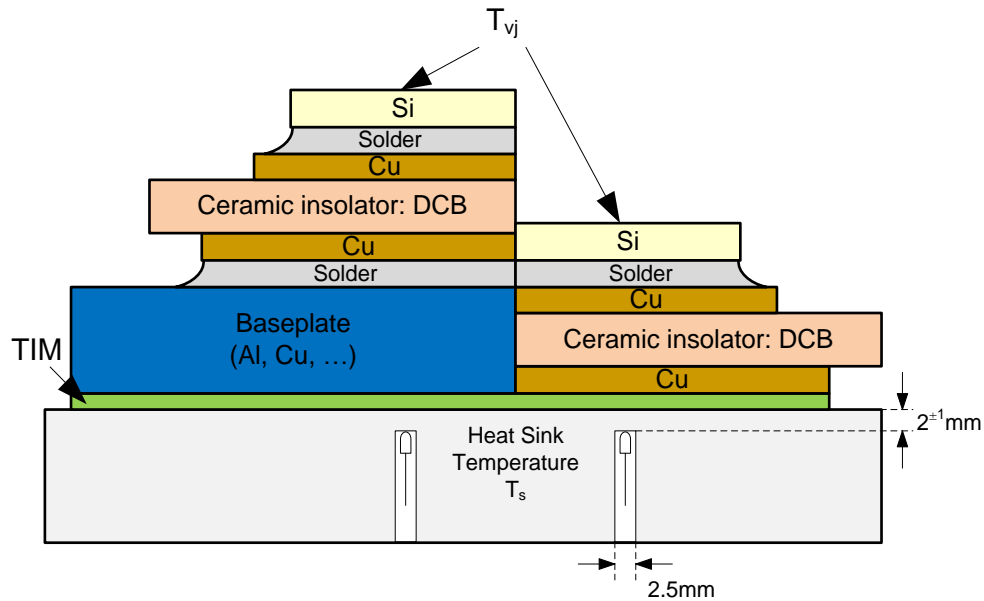 Tvj
Si
Solder
Cu
Ceramic insolator: DCB
Cu
Si
Solder
Solder
Cu
Baseplate
(Al, Cu, …)
Ceramic insolator: DCB
TIM
Cu
2±1mm
Heat Sink
Temperature
Ts
2.5mm